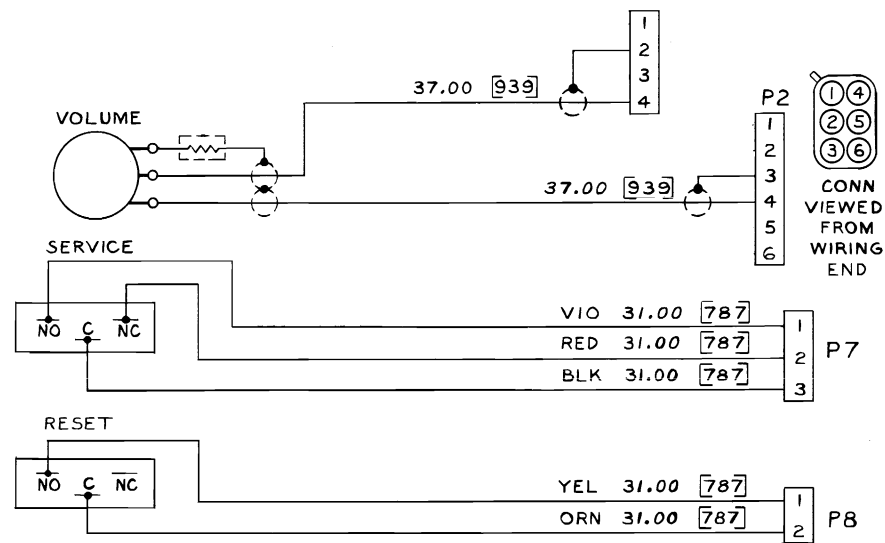 1
2
3
4
37.00 [939]
P2
1 4
2 5
3 6
VOLUME
1
2
3
4
5
6
37.00 [939]
CONN
VIEWED
FROM
WIRING
END
SERVICE
NO C NC
VIO 31.00 [787] 1
RED 31.00 [787] 2
BLK 31.00 [787] 3
P7
RESET
NO C NC
YEL 31.00 [787] 1
ORN 31.00 [787] 2
P8